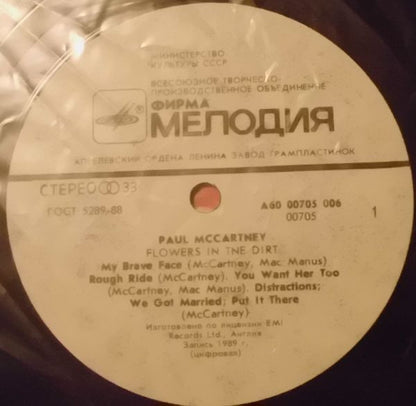 МИНИСТЕРСТВО
КУЛЬТУРЫ СССР
ВСЕСОЮЗНОЕ ТВОРЧЕСКО-
ПРОИЗВОДСТВЕННОЕ ОБЪЕДИНЕНИЕ
ФИРМА
МЕЛОДИЯ
АПРЕЛЕВСКИЙ ОРДЕНА ЛЕНИНА ЗАВОД ГРАМПЛАСТИНОК
СТЕРЕО 33
ГОСТ 5289-88
А60 00705 006
00705
1
PAUL MCCARTNEY
FLOWERS IN THE DIRT
My Brave Face (McCartney, Mac Manus)
Rough Ride (McCartney). You Want Her Too
(McCartney, Mac Manus). Distractions;
We Got Married; Put It There
(McCartney)
Изготовлено по лицензии EMI
Records Ltd., Англия
Запись 1989 г.
(цифровая)